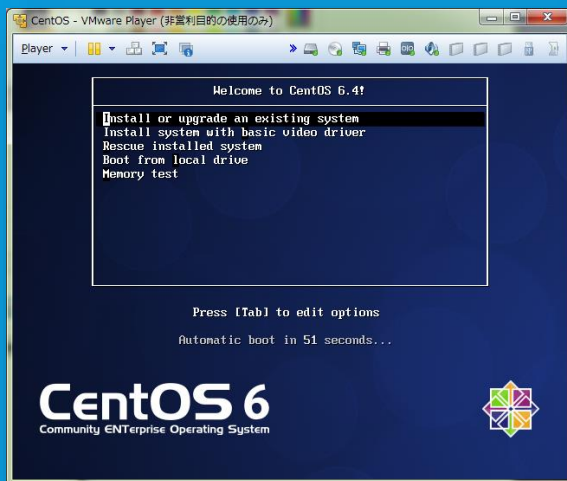 CentOS - VMware Player (非営利目的の使用のみ)
Player
Welcome to CentOS 6.4!
Install or upgrade an existing system
Install system with basic video driver
Rescue installed system
Boot from local drive
Memory test
Press [Tab] to edit options
Automatic boot in 51 seconds...
CentOS 6
Community ENTerprise Operating System